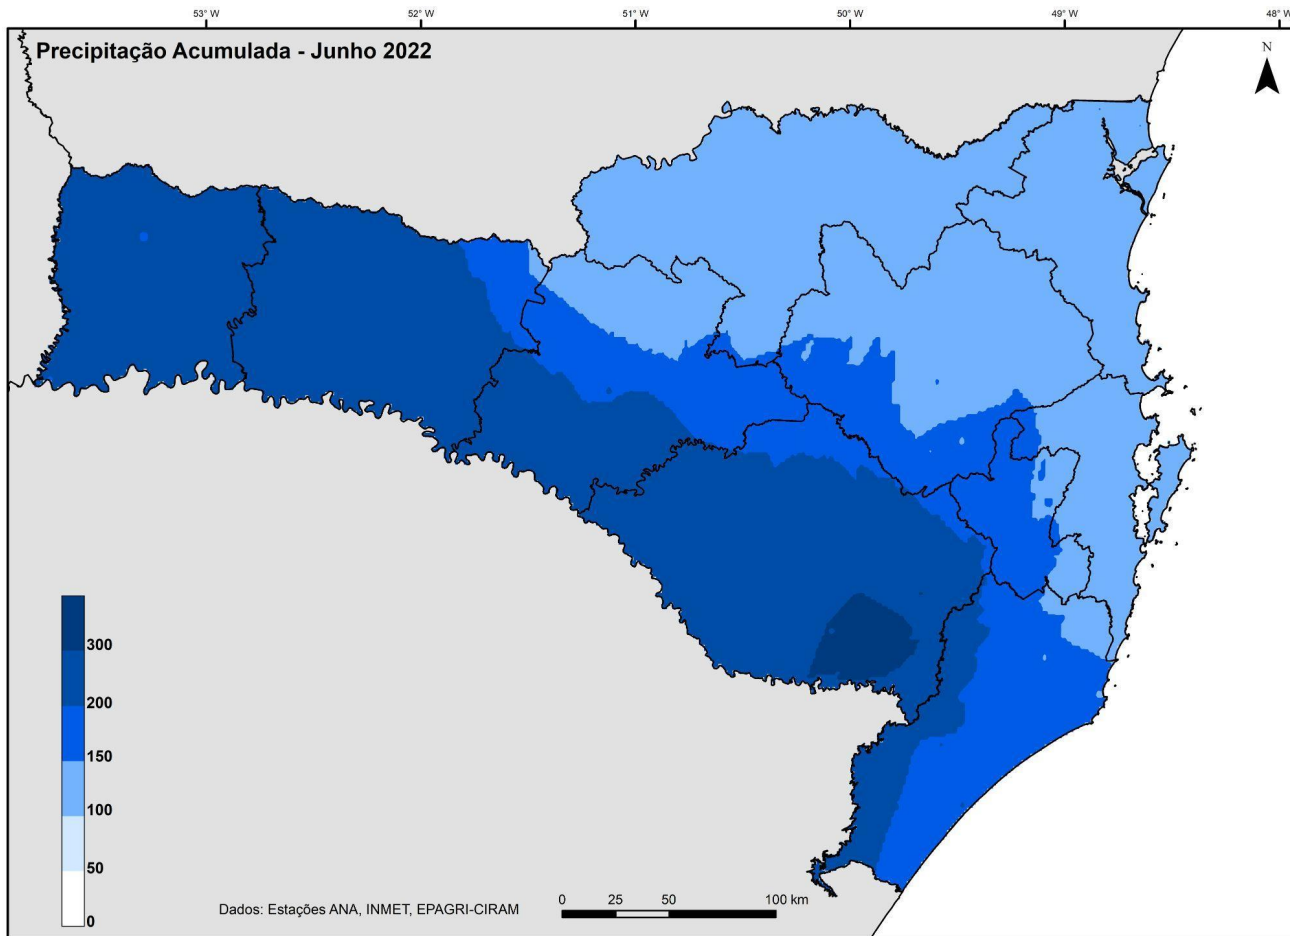 53° W 52° W 51° W 50° W 49° W 48° W
Precipitação Acumulada - Junho 2022
N
300
200
150
100
50
0
Dados: Estações ANA, INMET, EPAGRI-CIRAM
0 25 50 100 km